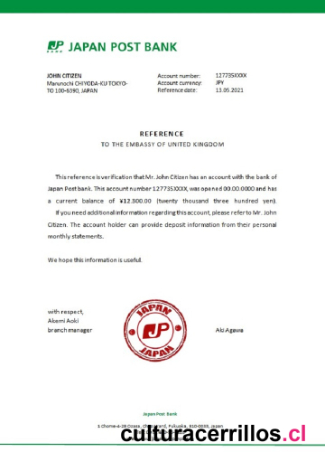 JP
BANK
JAPAN POST BANK
JOHN CITIZEN Account number: 127735XXXX
Marunochi CHIYODA-KU TOKYO- Account currency: JPY
TO 100-6590, JAPAN Reference date: 13.05.2021
REFERENCE
TO THE EMBASSY OF UNITED KINGDOM
This reference is verification that Mr. John Citizen has an account with the bank of
Japan Post bank. This account number 127735XXXX, was opened 00.00.0000 and has
a current balance of ¥12,300.00 (twenty thousand three hundred yen).
If you need additional information regarding this account, please refer to Mr. John
Citizen. The account holder can provide deposit information from their personal
monthly statements.
We hope this information is useful.
with respect,
Akemi Aoki
branch manager
JAPAN
JP
JAPAN
Aki Agawa
Japan Post Bank
culturacerrillos.cl